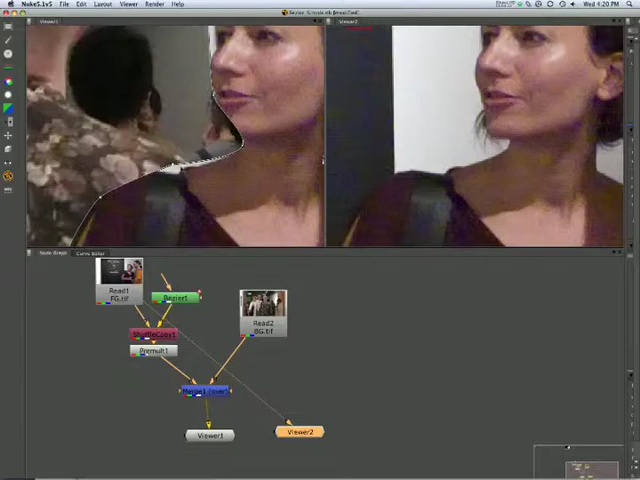 Nuke5.1v5 File Edit Layout Viewer Render Help
Wed 4:20 PM
Viewer1
Viewer2
Node Graph Curve Editor
Read1
FG.tif
Bezier1
Read2
BG.tif
ShuffleCopy1
Premult1
Merge1 (over)
Viewer1
Viewer2